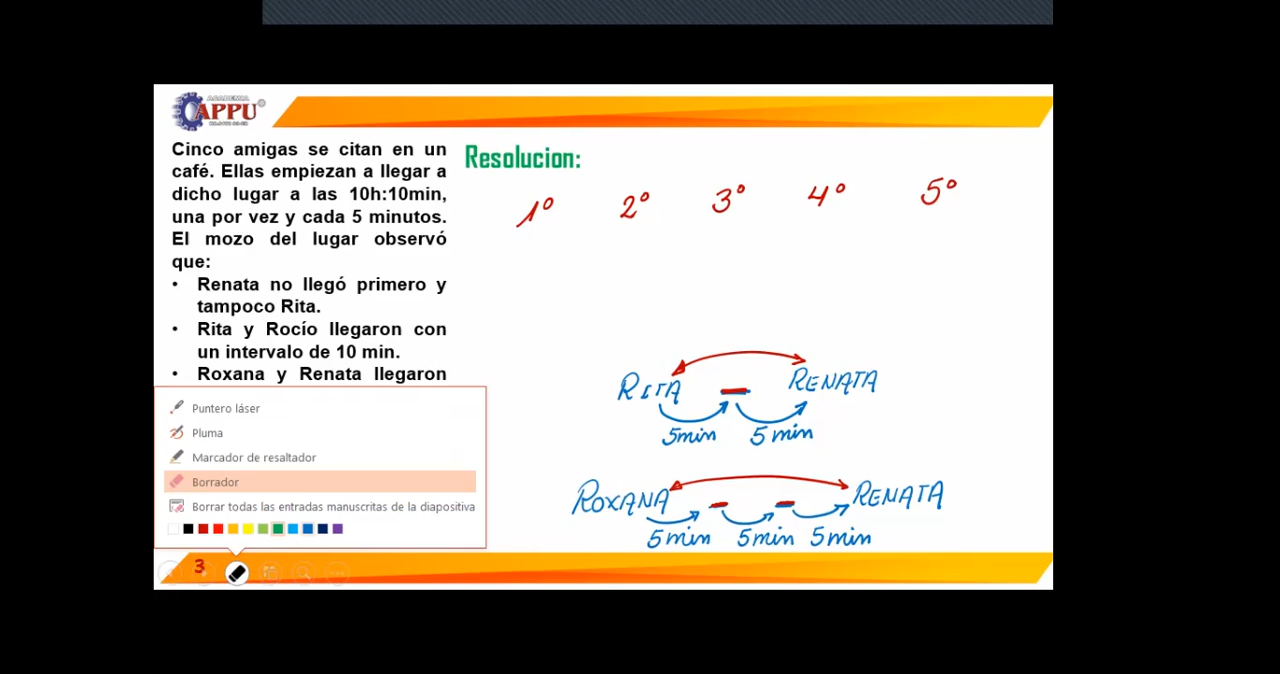 ACADEMIA
CAPPU
Cinco amigas se citan en un
café. Ellas empiezan a llegar a
dicho lugar a las 10h:10min,
una por vez y cada 5 minutos.
El mozo del lugar observó
que:
• Renata no llegó primero y
tampoco Rita.
• Rita y Rocío llegaron con
un intervalo de 10 min.
• Roxana y Renata llegaron
Resolucion:
1° 2° 3° 4° 5°
RITA RENATA
5min 5 min
ROXANA RENATA
5min 5min 5min
Puntero láser
Pluma
Marcador de resaltador
Borrador
Borrar todas las entradas manuscritas de la diapositiva
3